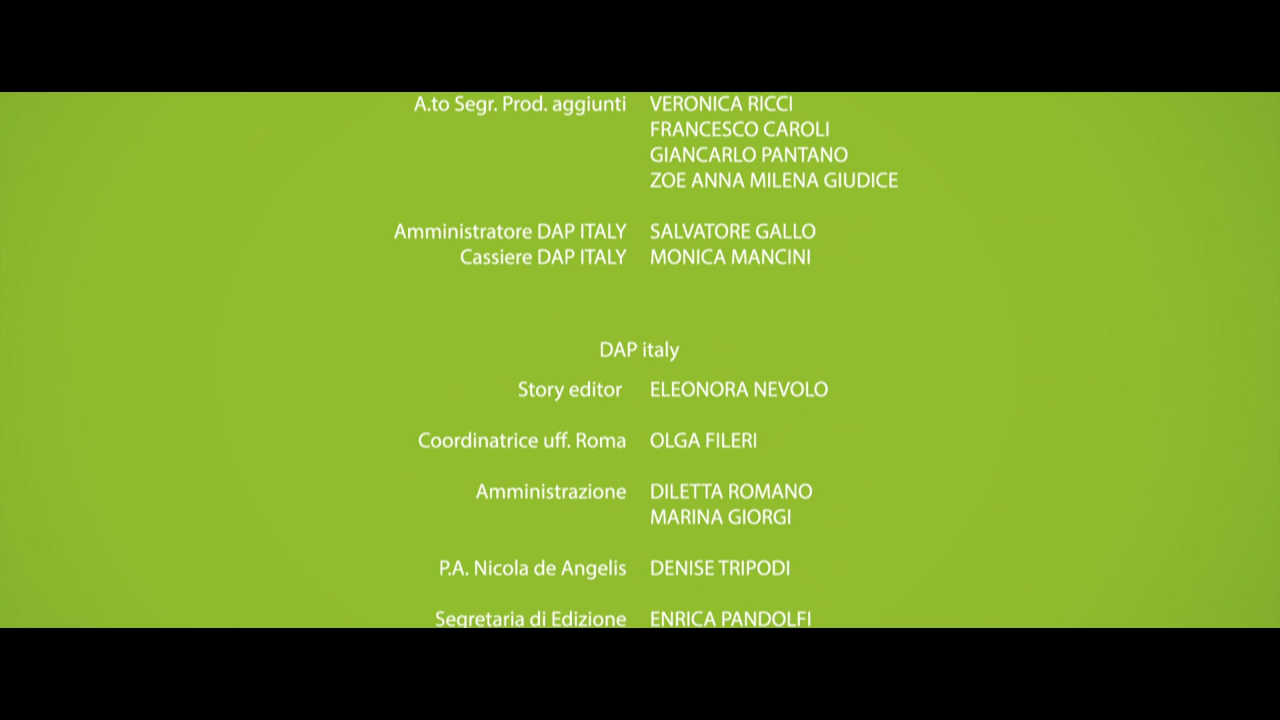 A.to Segr. Prod. aggiunti VERONICA RICCI
FRANCESCO CAROLI
GIANCARLO PANTANO
ZOE ANNA MILENA GIUDICE
Amministratore DAP ITALY SALVATORE GALLO
Cassiere DAP ITALY MONICA MANCINI
DAP italy
Story editor ELEONORA NEVOLO
Coordinatrice uff. Roma OLGA FILERI
Amministrazione DILETTA ROMANO
MARINA GIORGI
P.A. Nicola de Angelis DENISE TRIPODI
Segretaria di Edizione ENRICA PANDOLFI